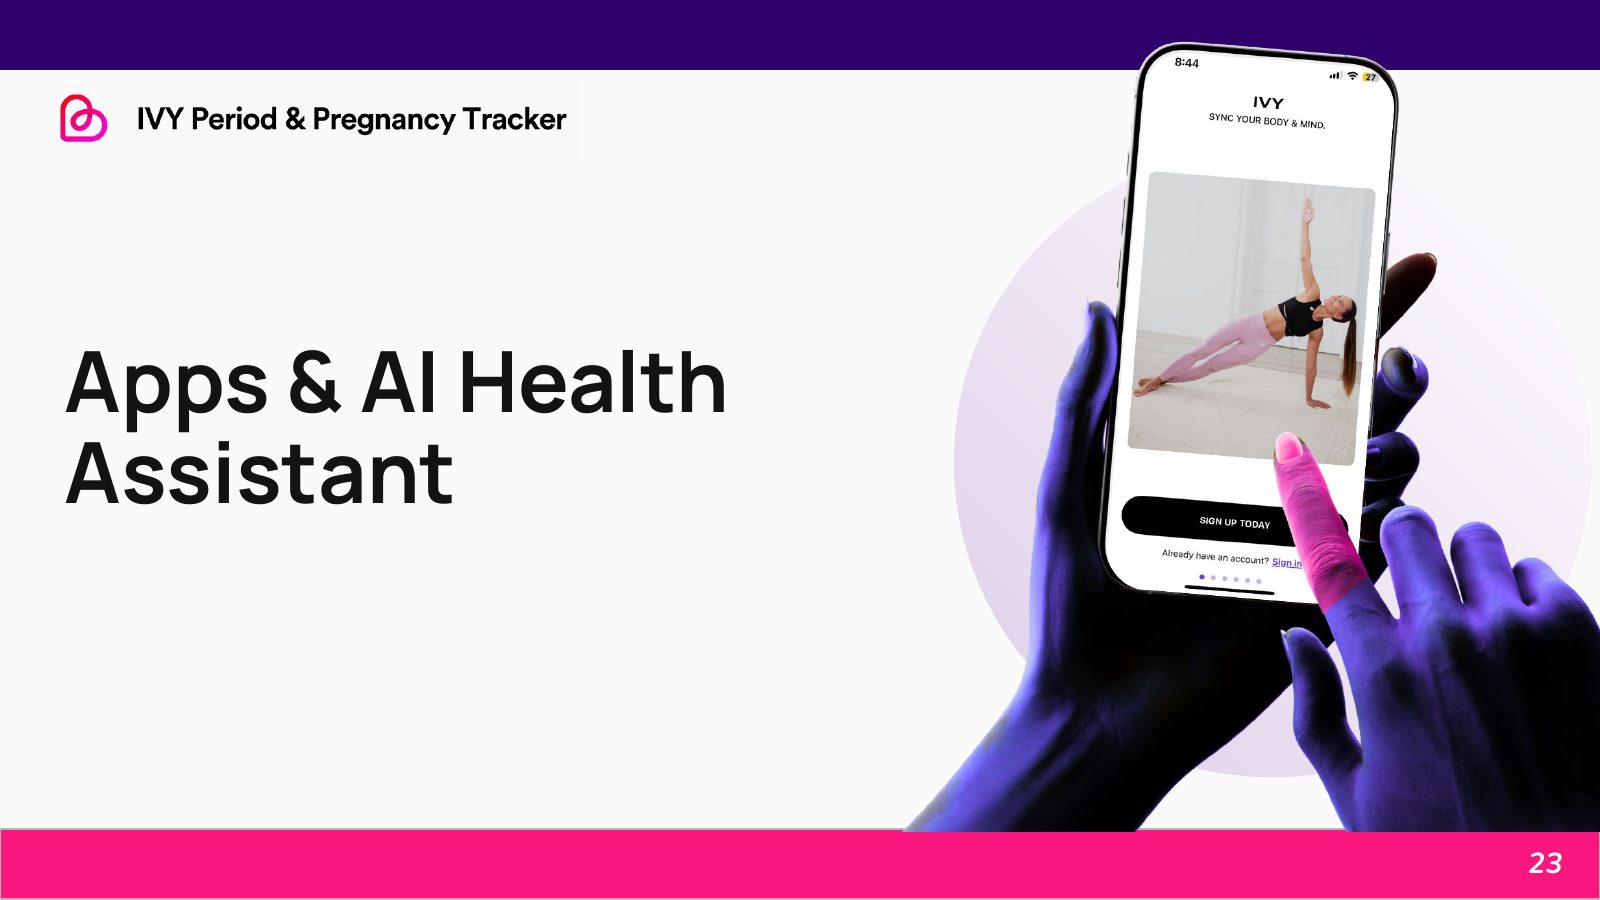 IVY Period & Pregnancy Tracker
Apps & AI Health
Assistant
8:44
27
IVY
SYNC YOUR BODY & MIND.
SIGN UP TODAY
Already have an account? Sign in
23